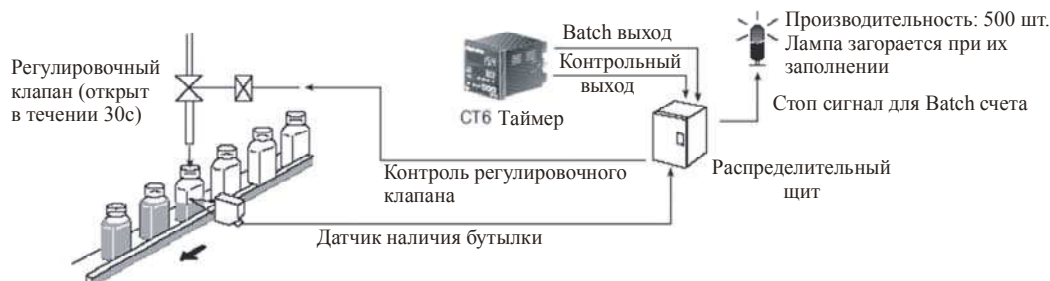 Регулировочный
клапан (открыт
в течении 30с)
Batch выход
Контрольный
выход
СТ6 Таймер
Производительность: 500 шт.
Лампа загорается при их
заполнении
Стоп сигнал для Batch счета
Распределительный
щит
Контроль регулировочного
клапана
Датчик наличия бутылки